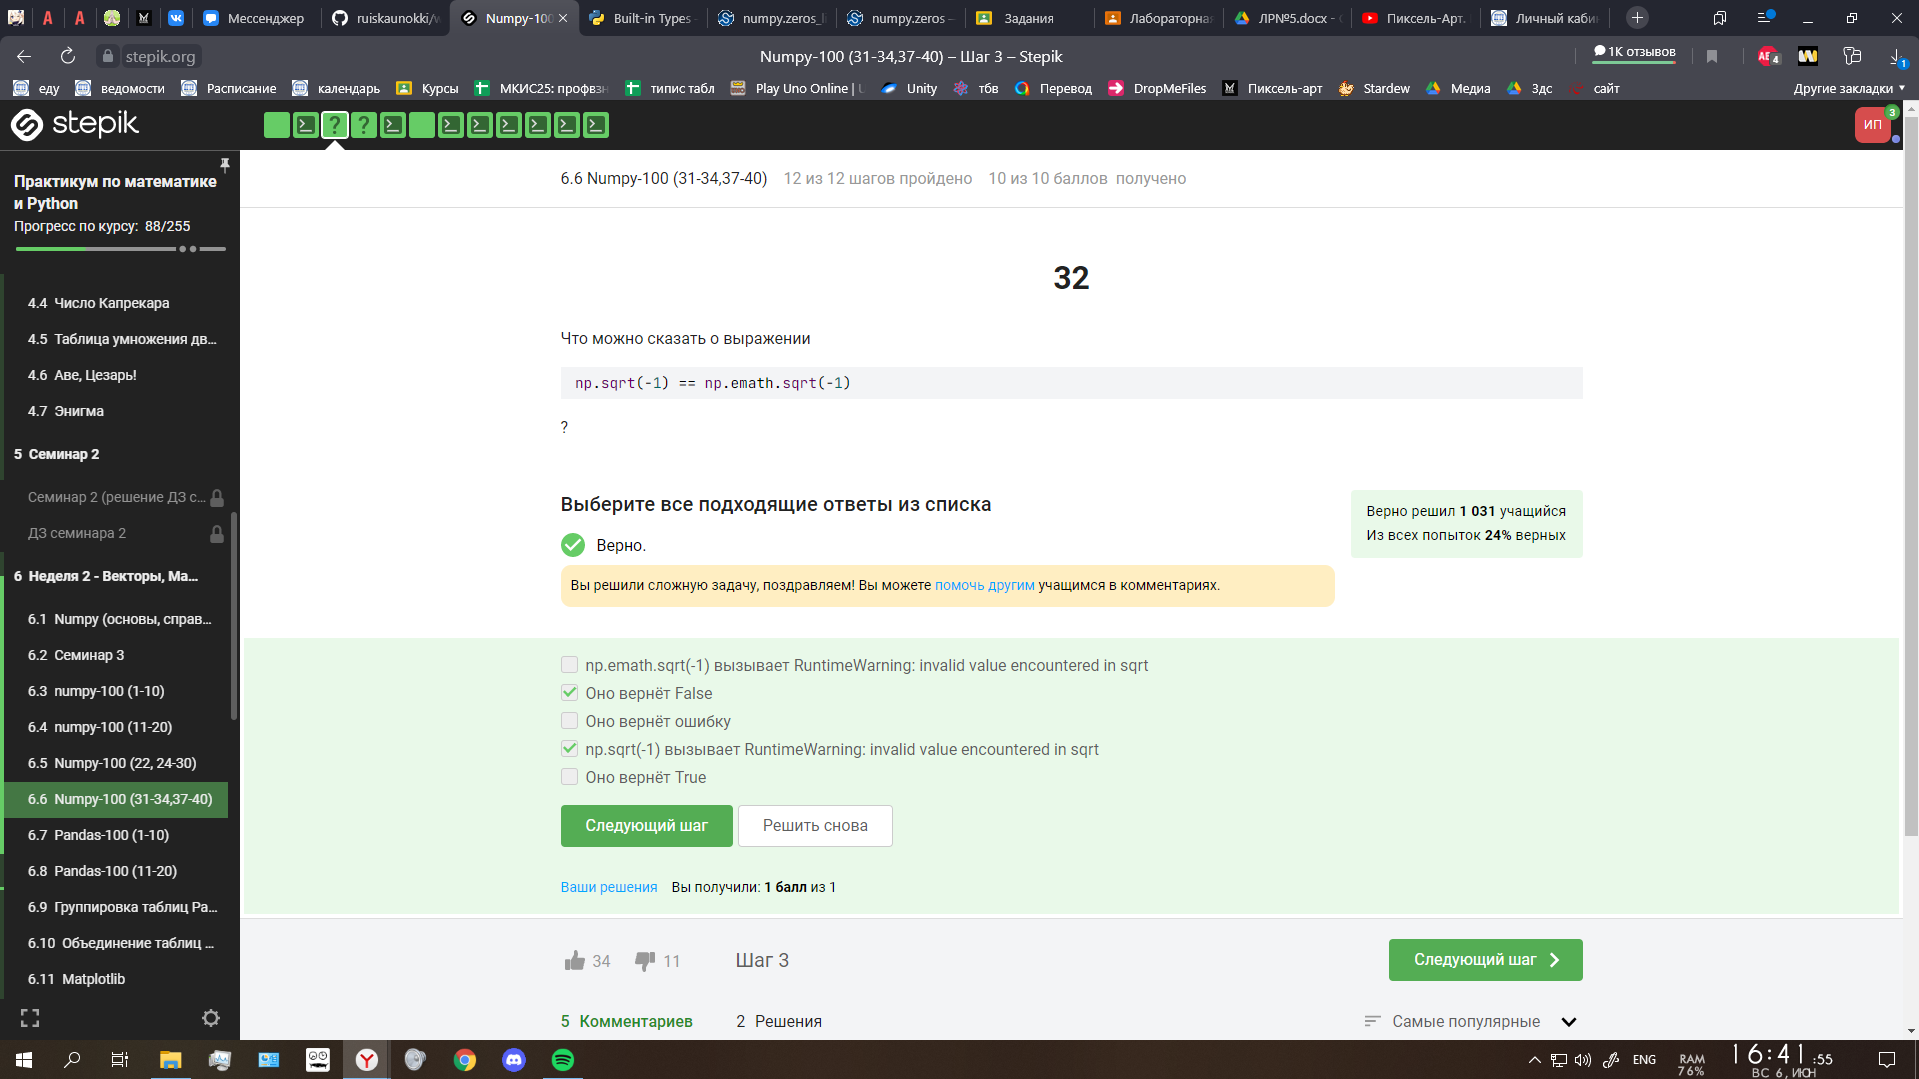 Мессенджер
ruiskaunokki/
Numpy-100
Built-in Types
numpy.zeros_l
numpy.zeros –
Задания
Лабораторна
ЛР№5.docx -
Пиксель-Арт.
Личный каби
stepik.org
Numpy-100 (31-34,37-40) – Шаг 3 – Stepik
1К отзывов
4
1
еду
ведомости
Расписание
календарь
Курсы
МКИС25: профвзн
типис табл
Play Uno Online |
Unity
тбв
Перевод
DropMeFiles
Пиксель-арт
Stardew
Медиа
Здс
сайт
Другие закладки
stepik
ИП
3
Практикум по математике
и Python
Прогресс по курсу: 88/255
4.4 Число Капрекара
4.5 Таблица умножения дв...
4.6 Аве, Цезарь!
4.7 Энигма
5 Семинар 2
Семинар 2 (решение ДЗ с...
ДЗ семинара 2
6 Неделя 2 - Векторы, Ма...
6.1 Numpy (основы, справ...
6.2 Семинар 3
6.3 numpy-100 (1-10)
6.4 numpy-100 (11-20)
6.5 Numpy-100 (22, 24-30)
6.6 Numpy-100 (31-34,37-40)
6.7 Pandas-100 (1-10)
6.8 Pandas-100 (11-20)
6.9 Группировка таблиц Pa...
6.10 Объединение таблиц ...
6.11 Matplotlib
6.6 Numpy-100 (31-34,37-40) 12 из 12 шагов пройдено 10 из 10 баллов получено
32
Что можно сказать о выражении
np.sqrt(-1) == np.emath.sqrt(-1)
?
Выберите все подходящие ответы из списка
Верно.
Вы решили сложную задачу, поздравляем! Вы можете помочь другим учащимся в комментариях.
Верно решил 1 031 учащийся
Из всех попыток 24% верных
np.emath.sqrt(-1) вызывает RuntimeWarning: invalid value encountered in sqrt
Оно вернёт False
Оно вернёт ошибку
np.sqrt(-1) вызывает RuntimeWarning: invalid value encountered in sqrt
Оно вернёт True
Следующий шаг
Решить снова
Ваши решения Вы получили: 1 балл из 1
34
11
Шаг 3
Следующий шаг
5 Комментариев
2 Решения
Самые популярные
ENG
RAM
76%
16:41:55
ВС 6, ИЮН